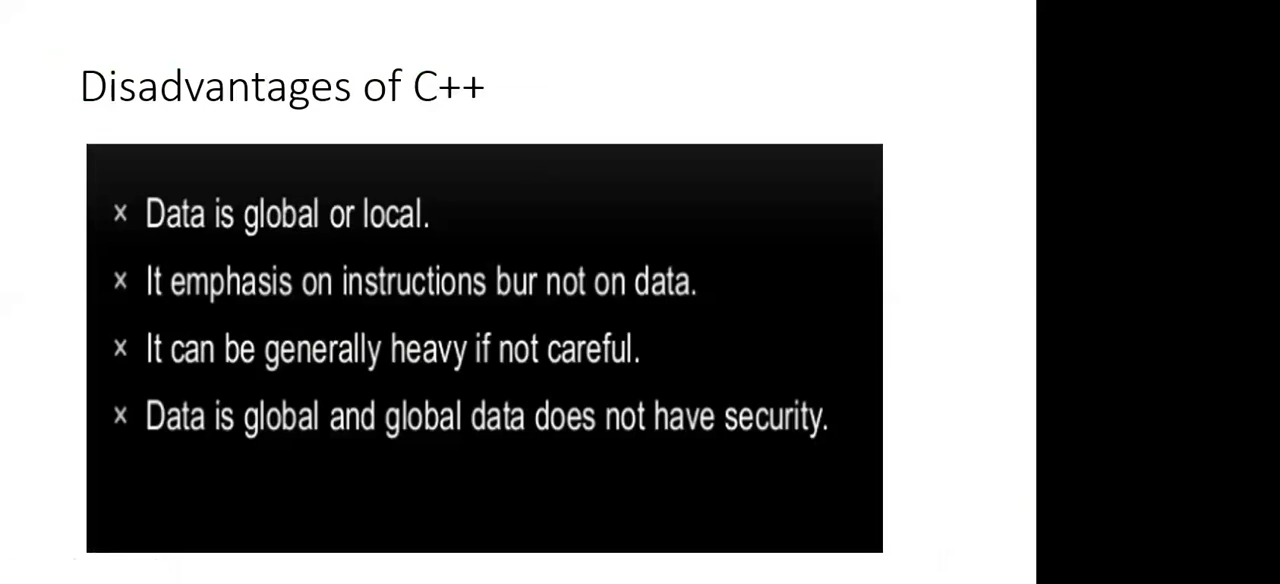 Disadvantages of C++
× Data is global or local.
× It emphasis on instructions bur not on data.
× It can be generally heavy if not careful.
× Data is global and global data does not have security.